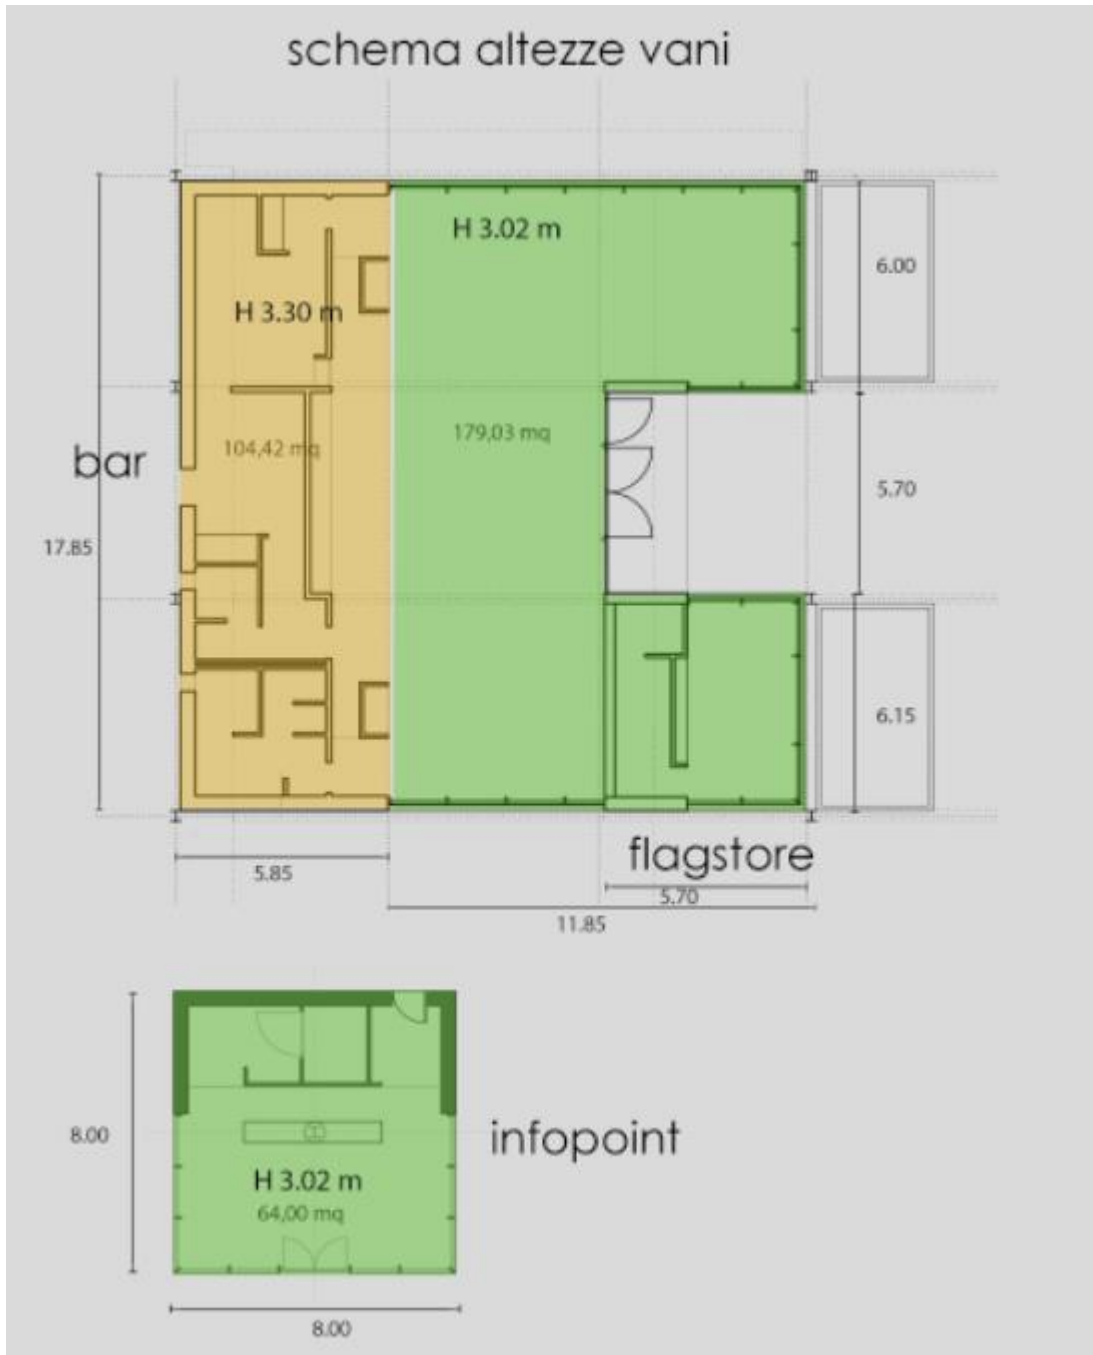 schema altezze vani
H 3.02 m
6.00
H 3.30 m
179,03 mq
104,42 mq
bar
5.70
17.85
6.15
flagstore
5.85
5.70
11.85
8.00
infopoint
H 3.02 m
64,00 mq
8.00